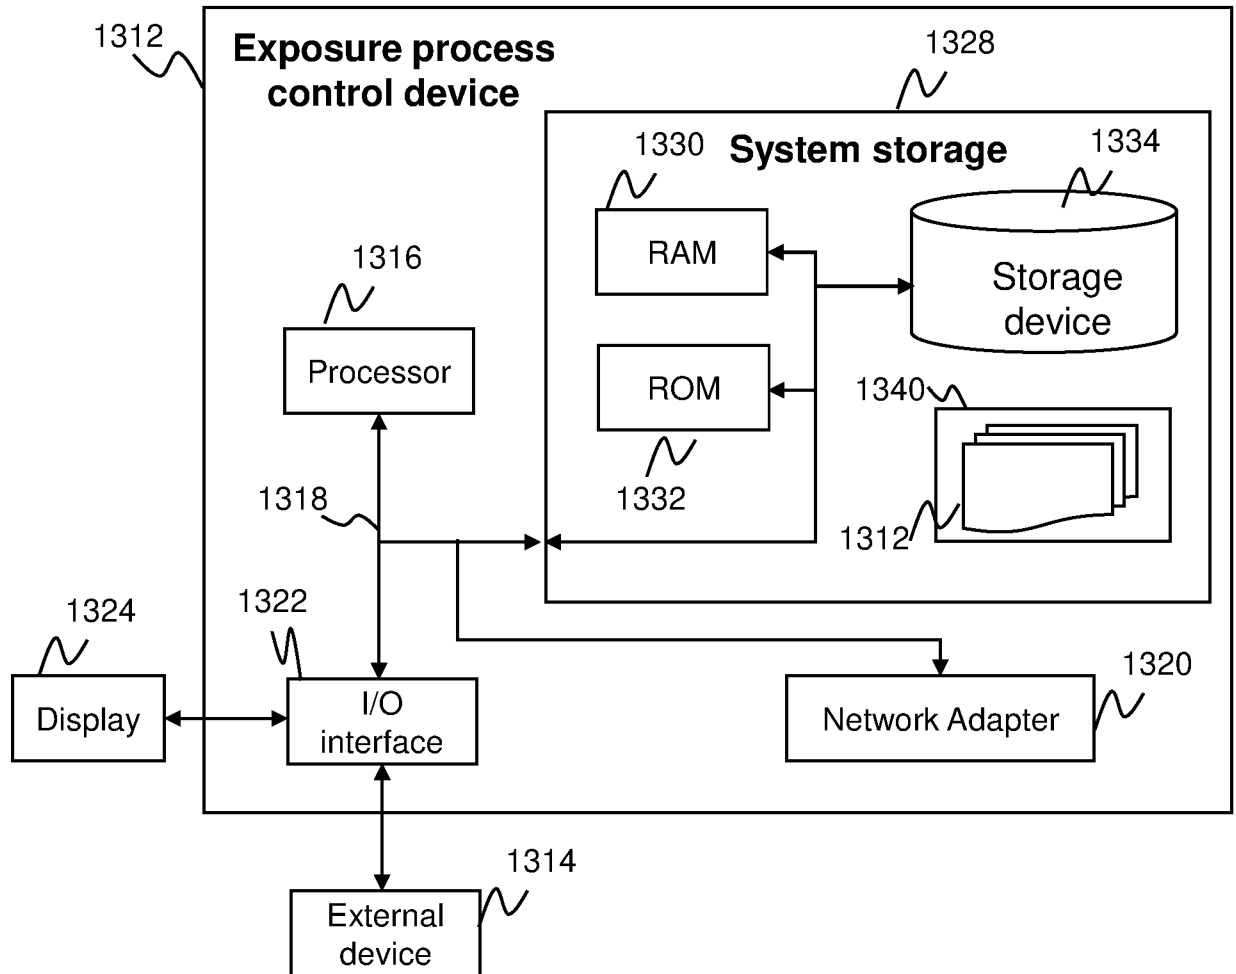 1312
Exposure process
control device
1328
1330
System storage
1334
RAM
1316
Storage
device
Processor
ROM
1340
1318
1332
1312
1324
1322
1320
Display
I/O
interface
Network Adapter
1314
External
device